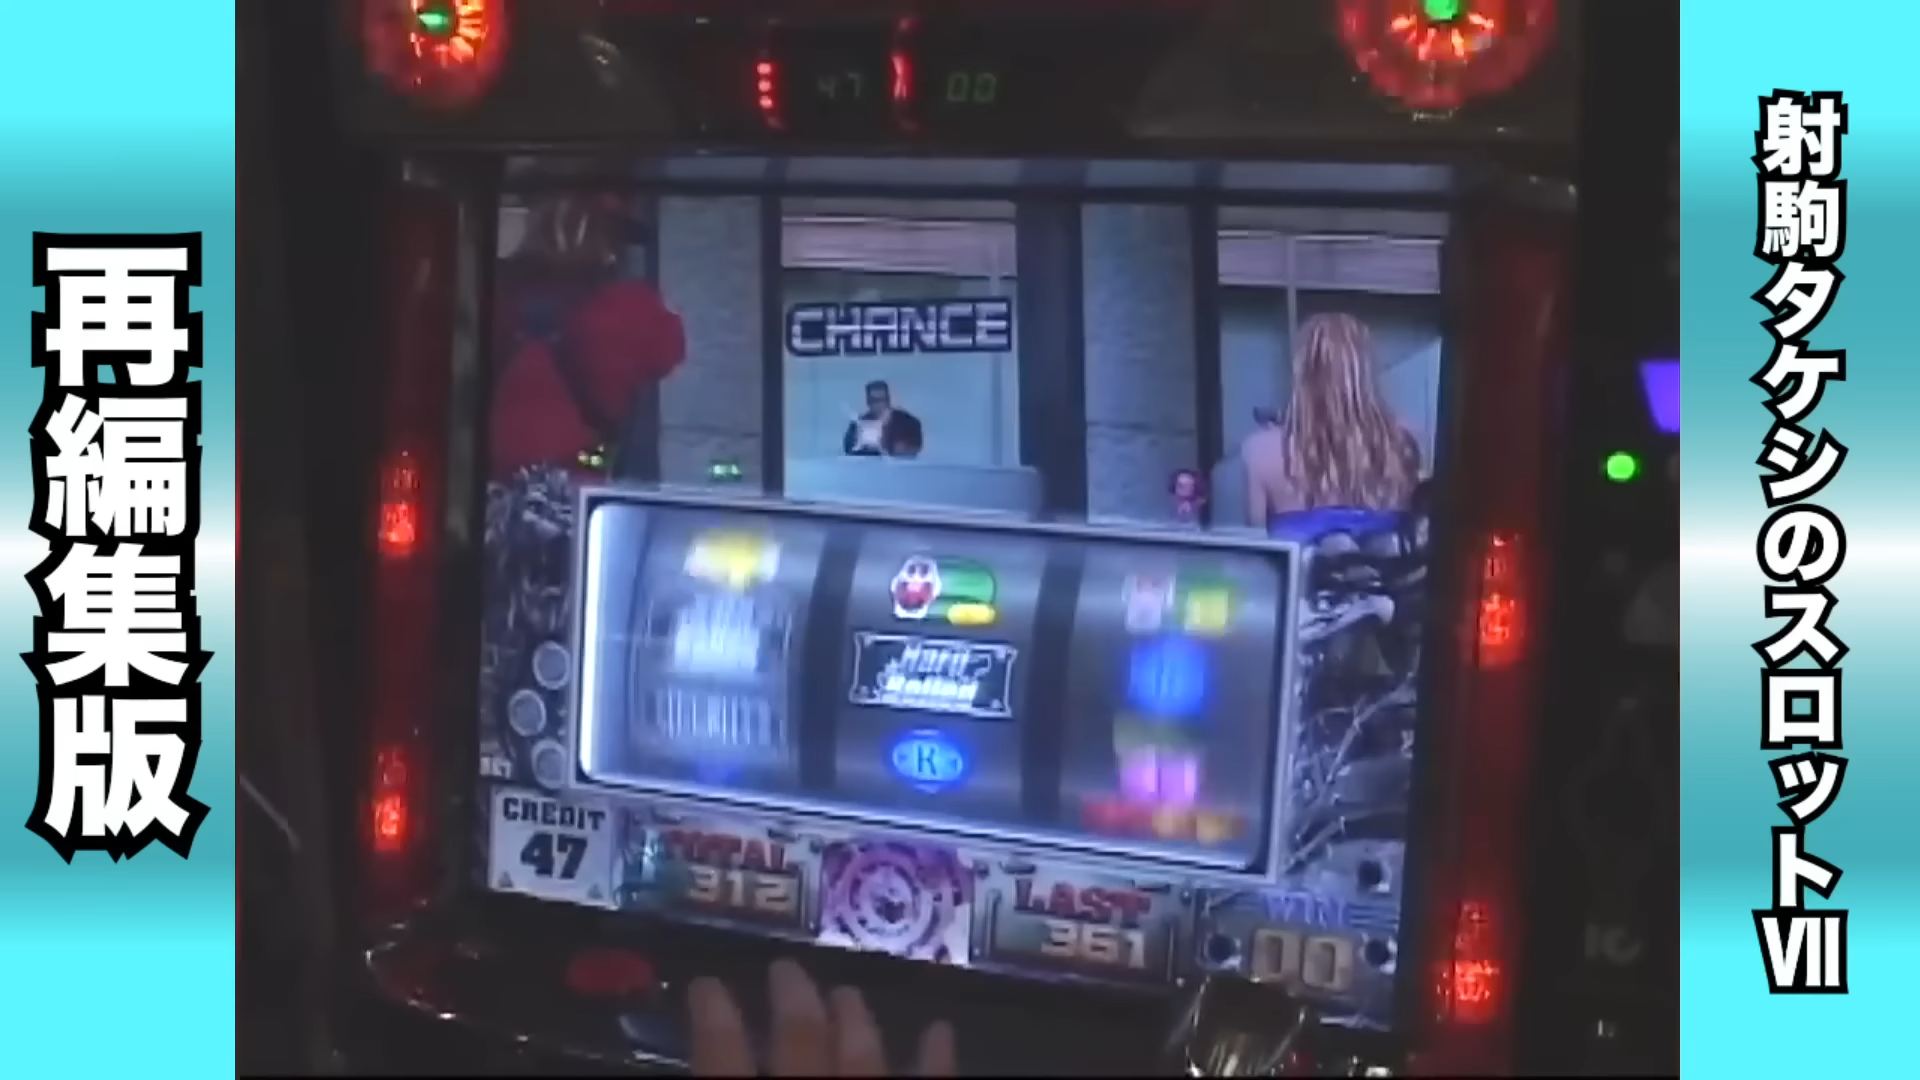 再編集版
射駒タケシのスロットⅦ
47 00
CHANCE
K
CREDIT
47
TOTAL
312
LAST
361
WIN
00